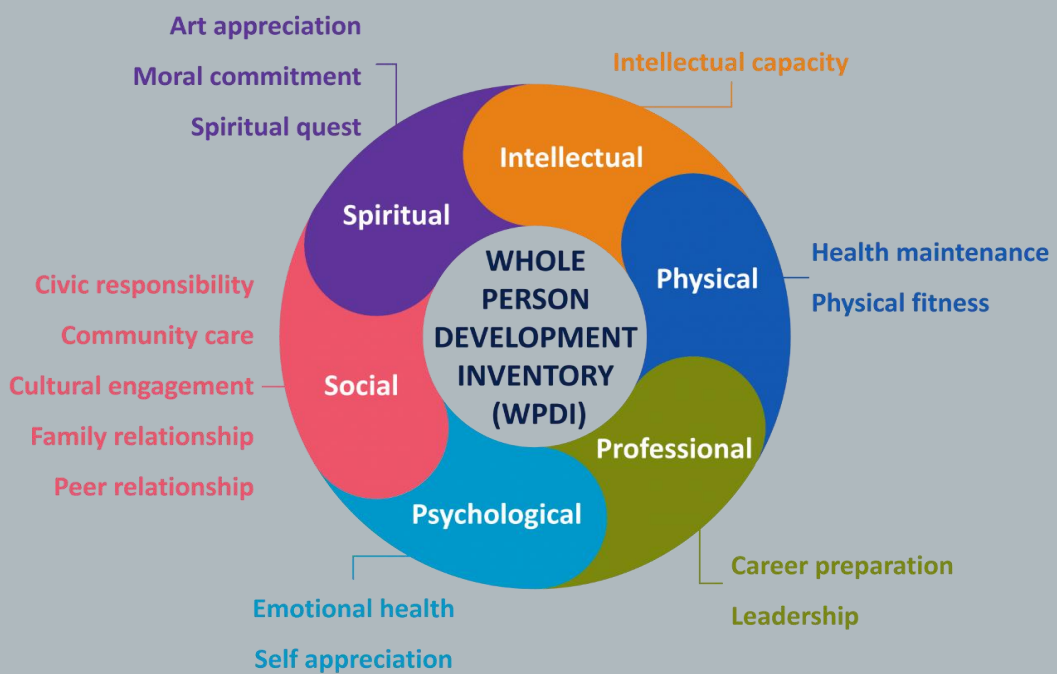 Art appreciation
Moral commitment
Spiritual quest
Intellectual capacity
Intellectual
Spiritual
Physical
Health maintenance
Physical fitness
WHOLE
PERSON
DEVELOPMENT
INVENTORY
(WPDI)
Civic responsibility
Community care
Cultural engagement
Family relationship
Peer relationship
Social
Professional
Psychological
Career preparation
Leadership
Emotional health
Self appreciation